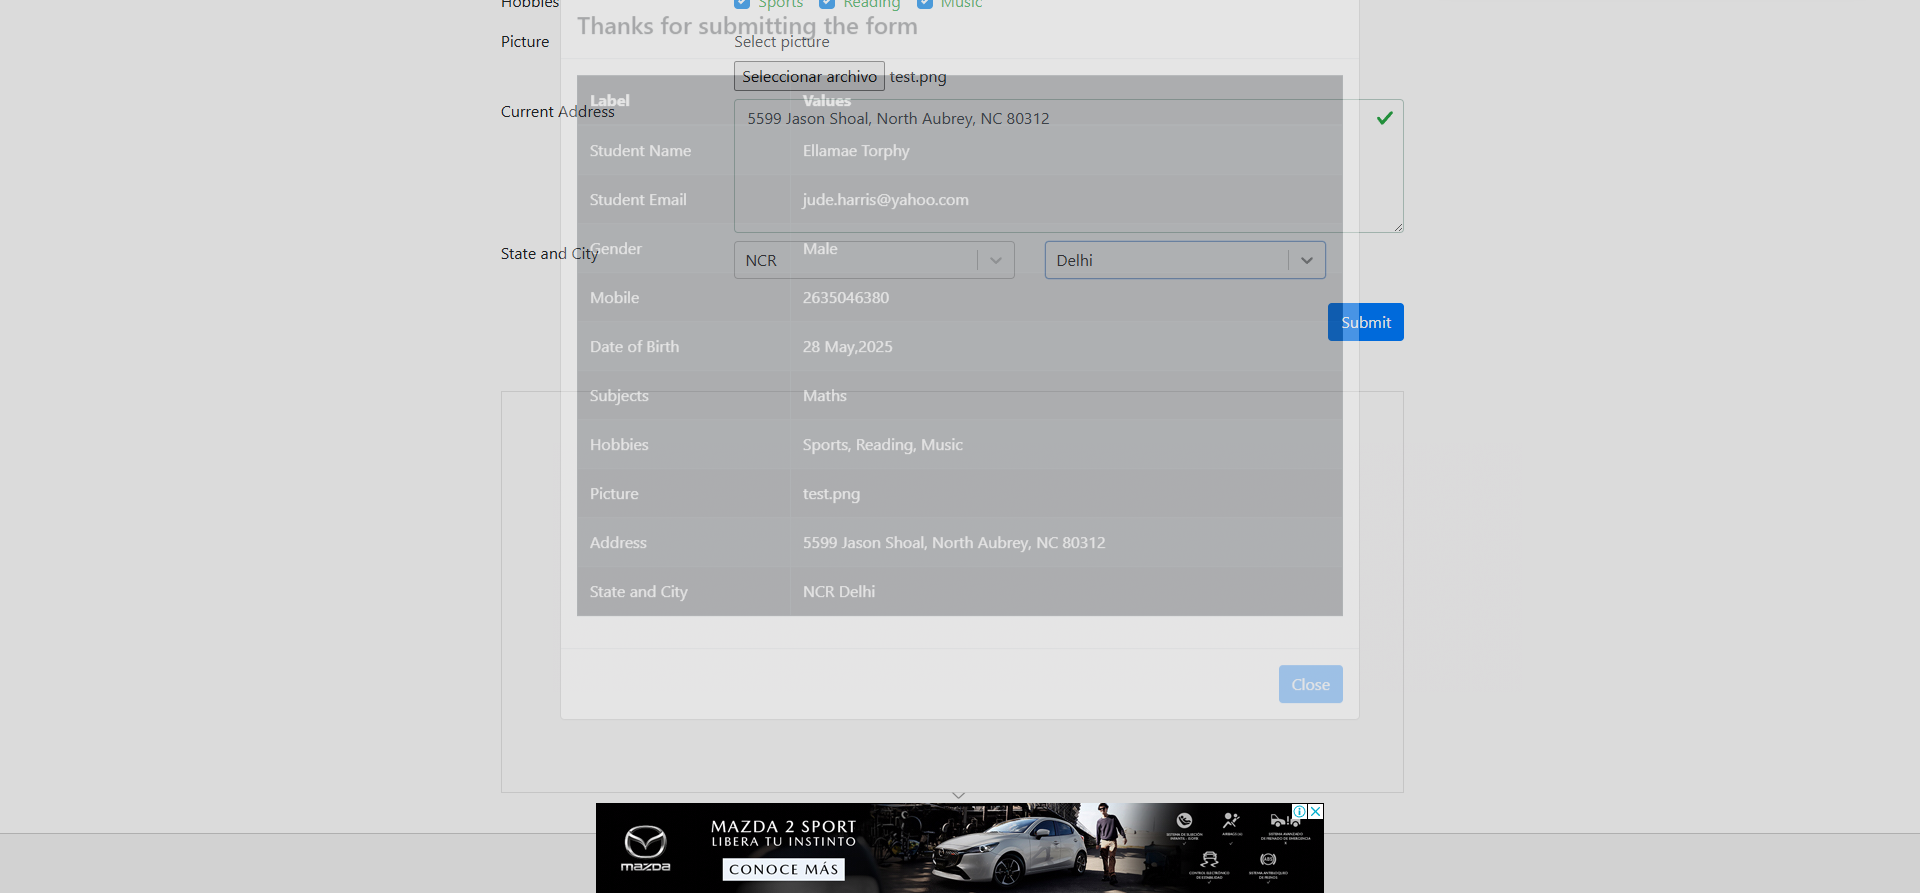 Hobbies
Sports Reading Music
Thanks for submitting the form
Picture
Select picture
Seleccionar archivo test.png
Label Values
Current Address
5599 Jason Shoal, North Aubrey, NC 80312
Student Name Ellamae Torphy
Student Email jude.harris@yahoo.com
Gender Male
State and City
NCR
Delhi
Mobile 2635046380
Submit
Date of Birth 28 May,2025
Subjects Maths
Hobbies Sports, Reading, Music
Picture test.png
Address 5599 Jason Shoal, North Aubrey, NC 80312
State and City NCR Delhi
Close
MAZDA 2 SPORT
LIBERA TU INSTINTO
CONOCE MÁS
mazda